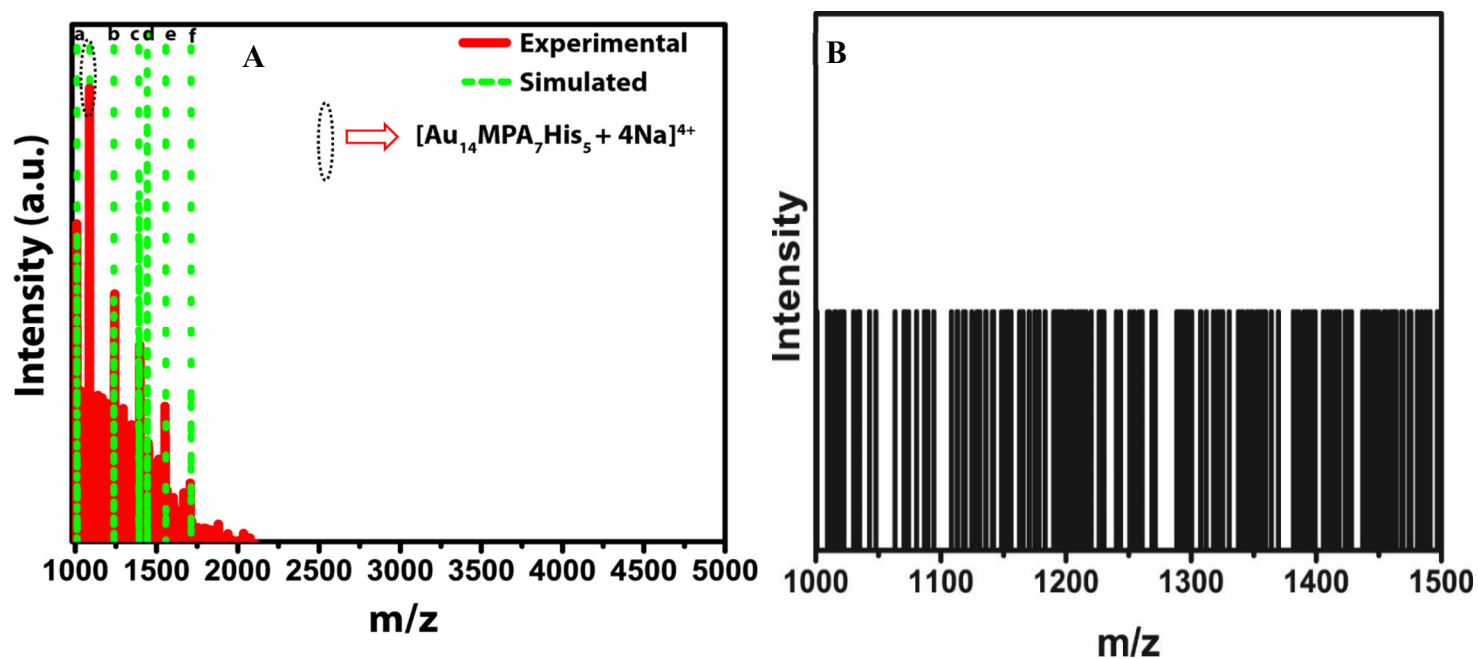 a b c d e f
A
Experimental
Simulated
[Au₁₄MPA₇His₅ + 4Na]⁴⁺
Intensity (a.u.)
1000 1500 2000 2500 3000 3500 4000 4500 5000
m/z
B
Intensity
1000 1100 1200 1300 1400 1500
m/z